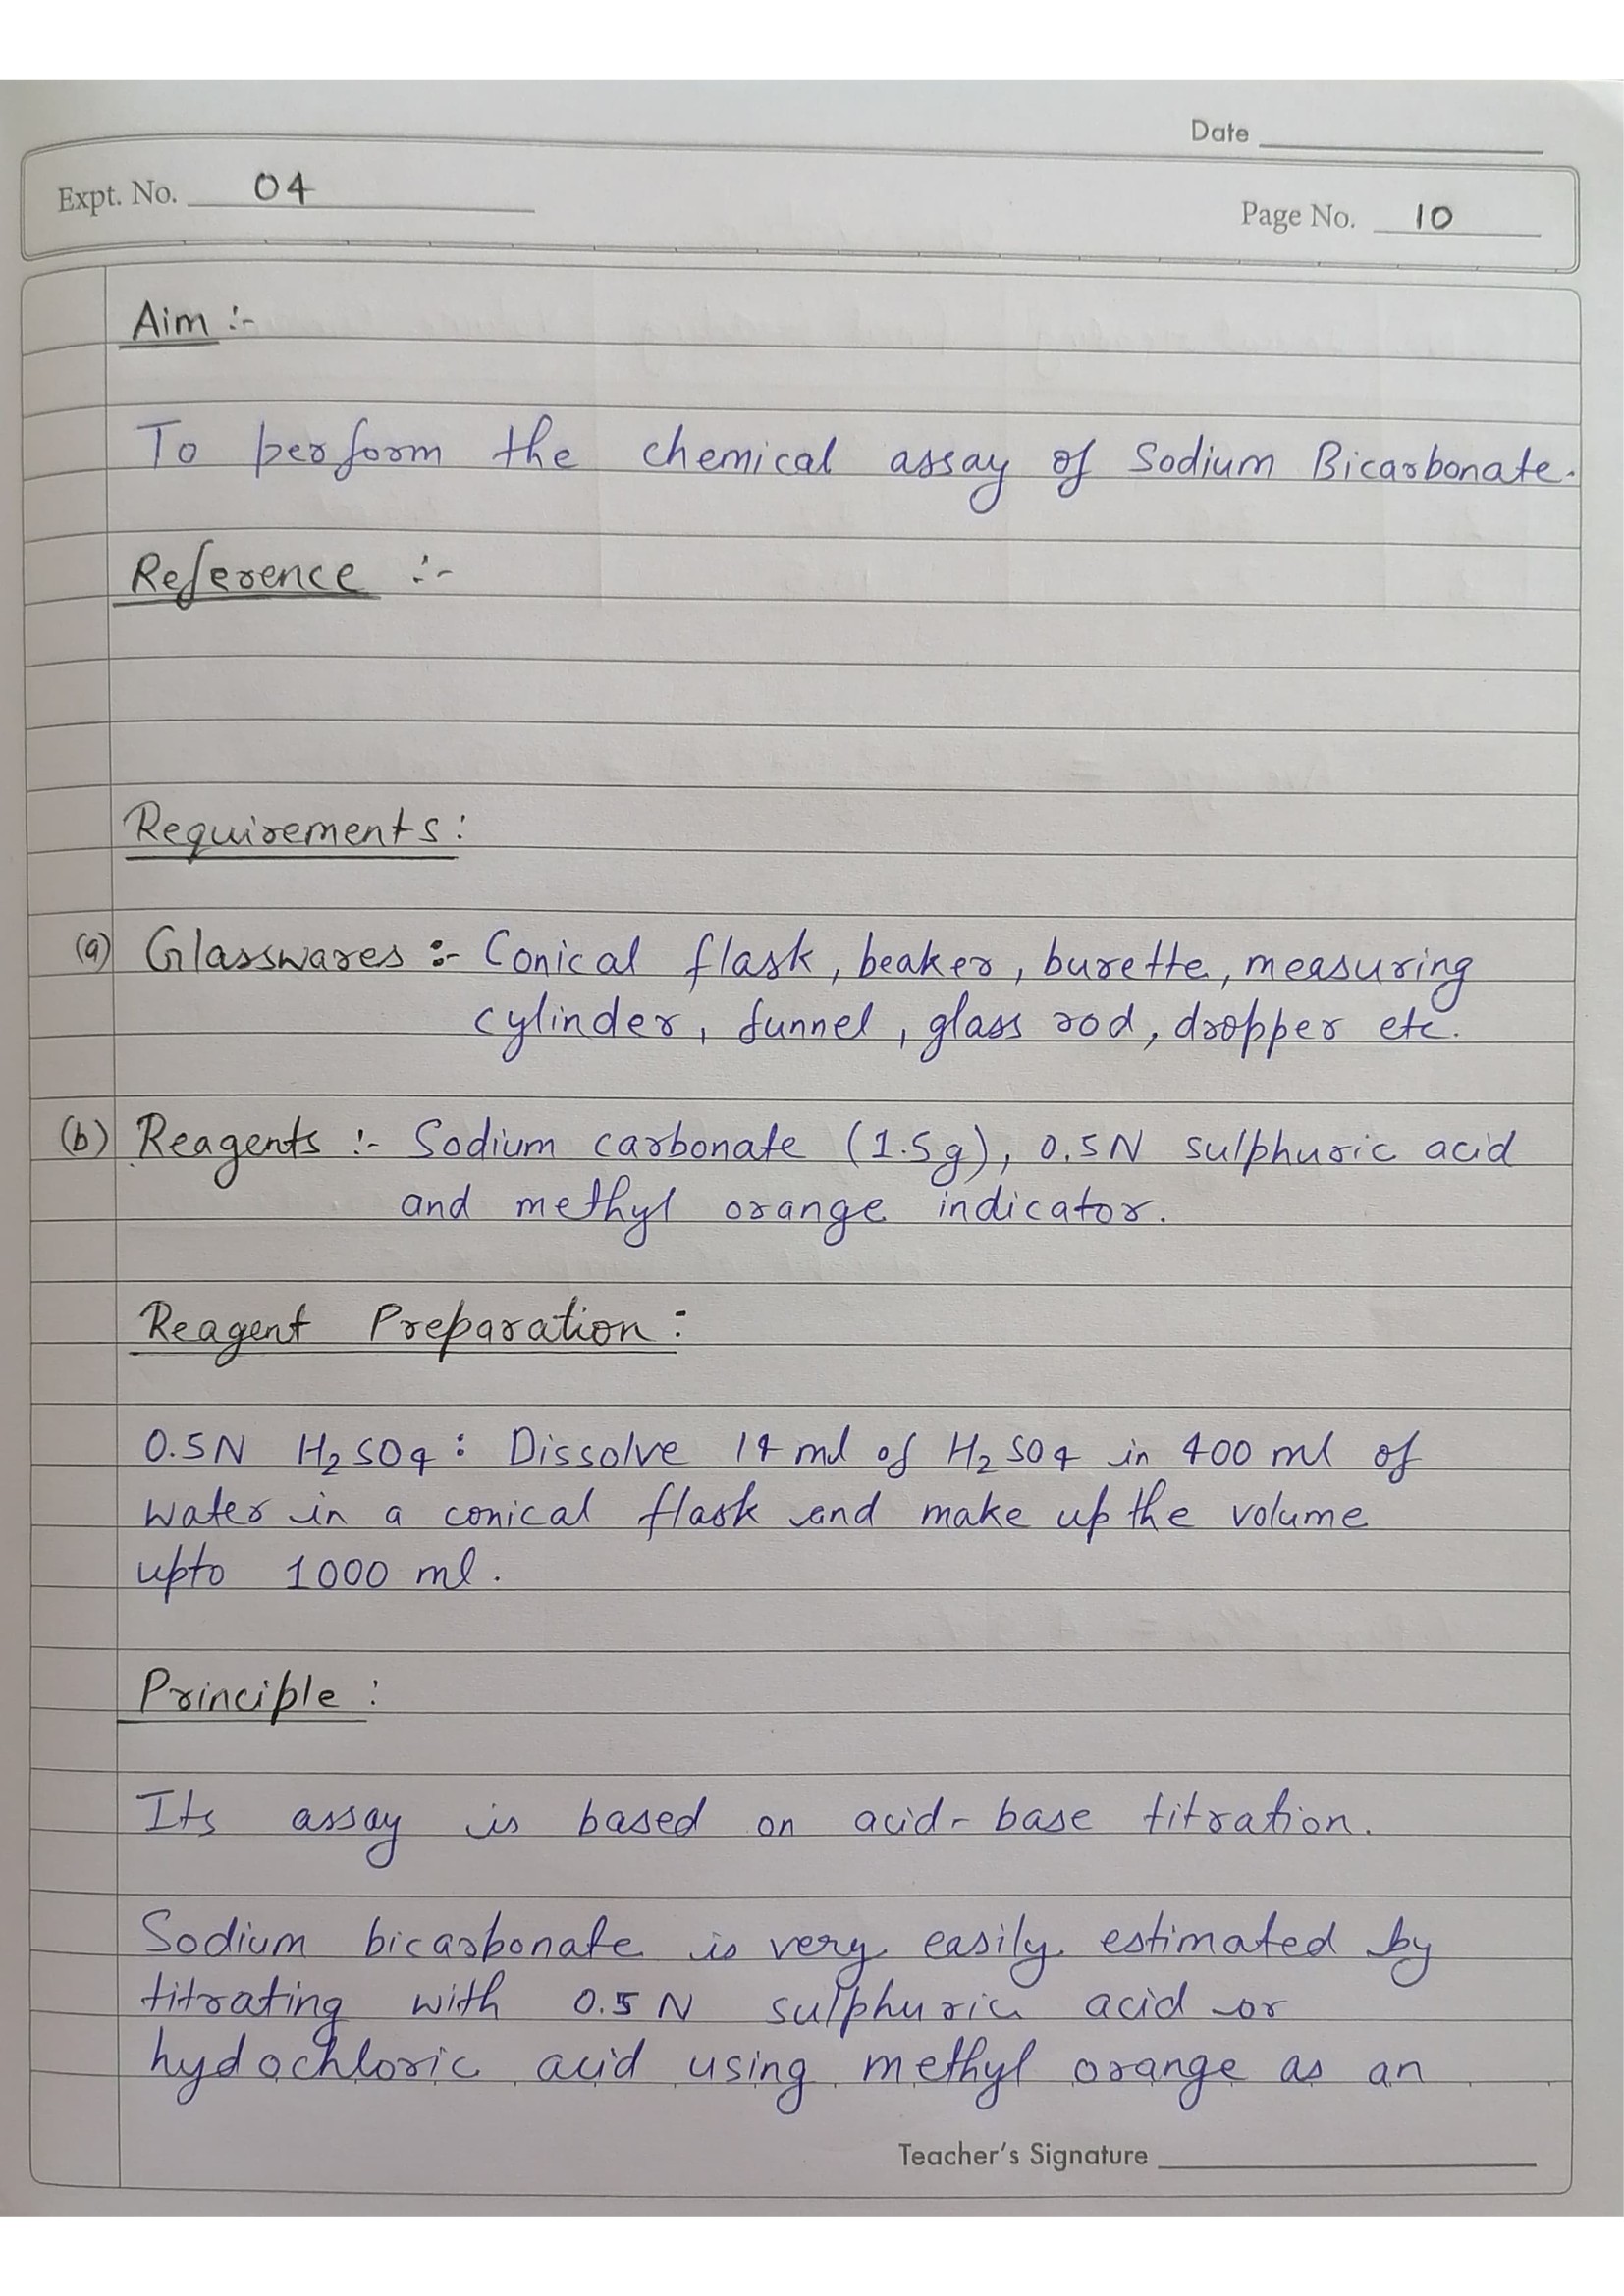 Date
Expt. No. 04
Page No. 10
Aim :-
To perform the chemical assay of Sodium Bicarbonate.
Reference :-
Requirements:
(a) Glasswares :- Conical flask, beaker, burette, measuring
cylinder, funnel, glass rod, dropper etc.
(b) Reagents :- Sodium carbonate (1.5g), 0.5N sulphuric acid
and methyl orange indicator.
Reagent Preparation:
0.5N H₂SO₄: Dissolve 14 ml of H₂SO₄ in 400 ml of
water in a conical flask and make up the volume
upto 1000 ml.
Principle:
Its assay is based on acid-base titration.
Sodium bicarbonate is very easily estimated by
titrating with 0.5 N sulphuric acid or
hydochloric acid using methyl orange as an
Teacher's Signature